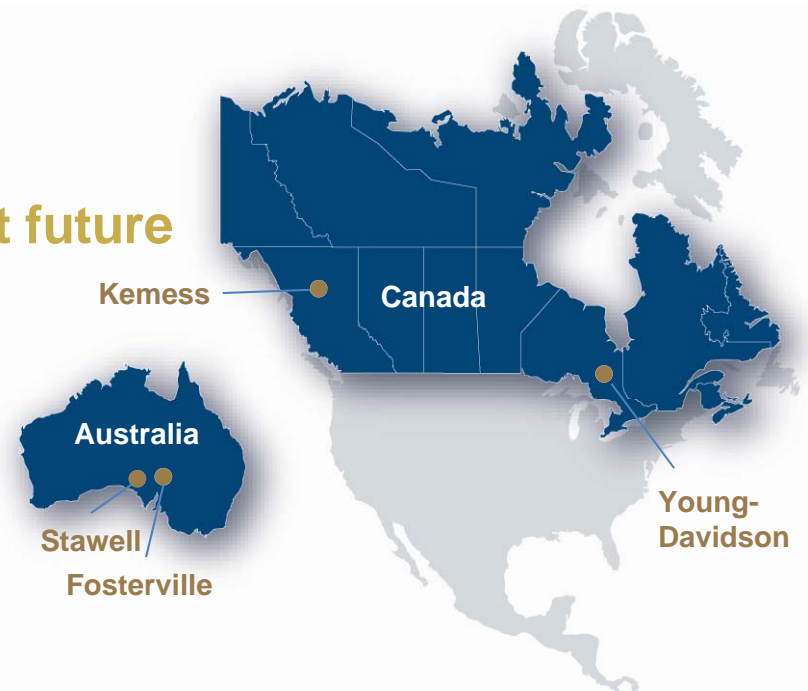 t future
Kemess
Canada
Australia
Stawell
Fosterville
Young-
Davidson